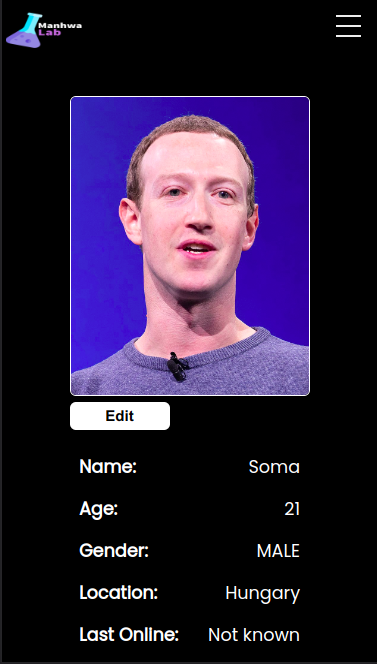 Manhwa
Lab
Edit
Name: Soma
Age: 21
Gender: MALE
Location: Hungary
Last Online: Not known